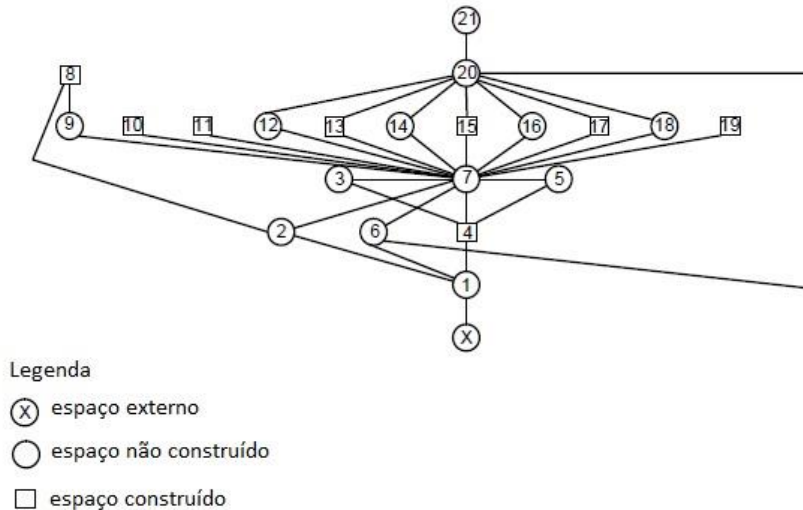 21
20
8
9 10 11 12 13 14 15 16 17 18 19
3 7 5
2 6 4
1
X
Legenda
X espaço externo
espaço não construído
espaço construído